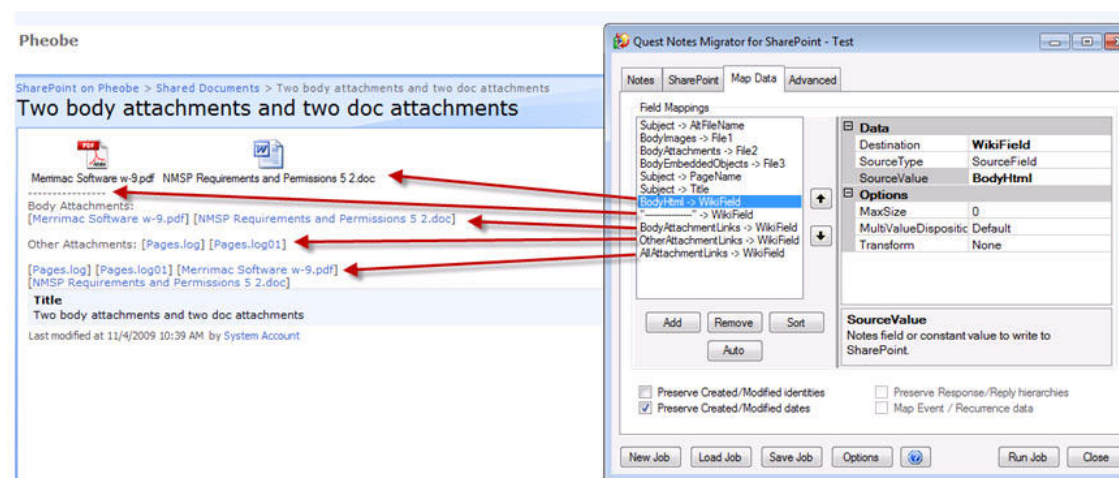 Pheobe
SharePoint on Pheobe > Shared Documents > Two body attachments and two doc attachments
Two body attachments and two doc attachments
PDF
Merrimac Software w-9.pdf NMSP Requirements and Permissions 5 2.doc
----------------
Body Attachments:
[Merrimac Software w-9.pdf] [NMSP Requirements and Permissions 5 2.doc]
Other Attachments: [Pages.log] [Pages.log01]
[Pages.log] [Pages.log01] [Merrimac Software w-9.pdf]
[NMSP Requirements and Permissions 5 2.doc]
Title
Two body attachments and two doc attachments
Last modified at 11/4/2009 10:39 AM by System Account
Quest Notes Migrator for SharePoint - Test
Notes SharePoint Map Data Advanced
Field Mappings
Subject -> AltFileName
BodyImages -> File1
BodyAttachments -> File2
BodyEmbeddedObjects -> File3
Subject -> PageName
Subject -> Title
BodyHtml -> WikiField
"----------------" -> WikiField
BodyAttachmentLinks -> WikiField
OtherAttachmentLinks -> WikiField
AllAttachmentLinks -> WikiField
Data
Destination WikiField
SourceType SourceField
SourceValue BodyHtml
Options
MaxSize 0
MultiValueDispositic Default
Transform None
Add Remove Sort
Auto
SourceValue
Notes field or constant value to write to
SharePoint.
Preserve Created/Modified identities
Preserve Created/Modified dates
Preserve Response/Reply hierarchies
Map Event / Recurrence data
New Job Load Job Save Job Options Run Job Close